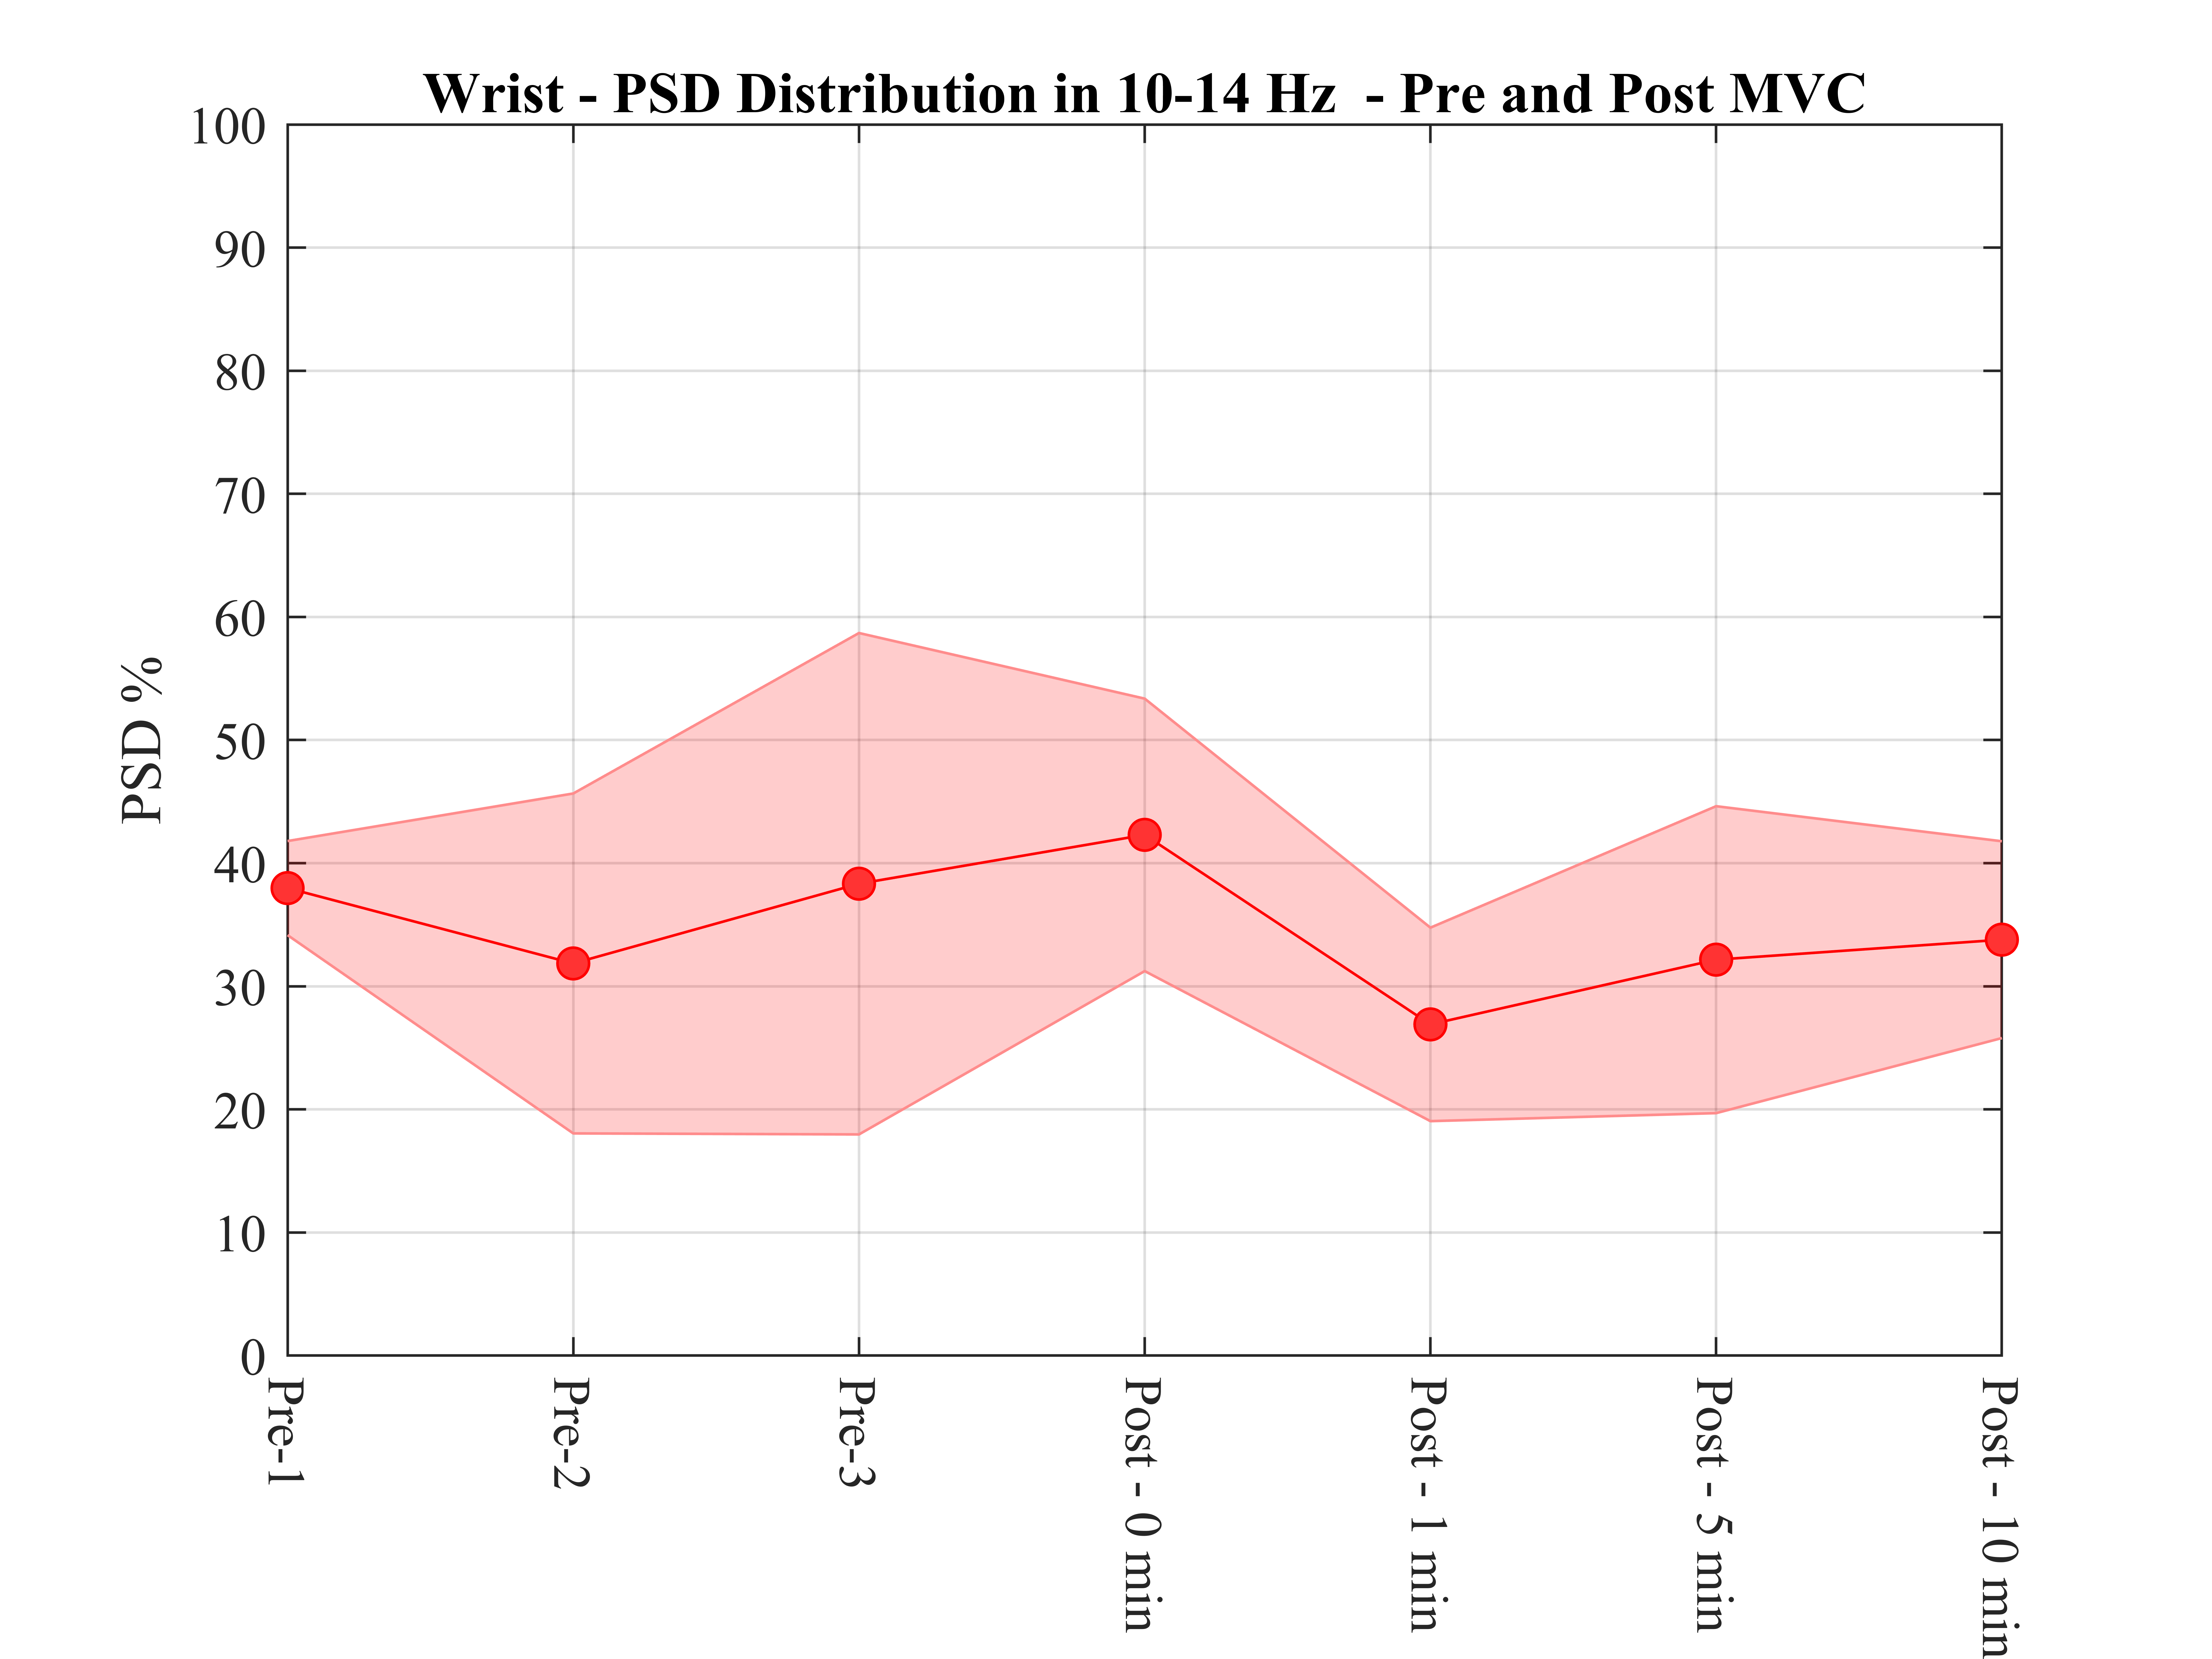 Wrist - PSD Distribution in 10-14 Hz  - Pre and Post MVC
100
90
80
70
60
50
40
30
20
10
0
PSD %
Pre-1
Pre-2
Pre-3
Post - 0 min
Post - 1 min
Post - 5 min
Post - 10 min